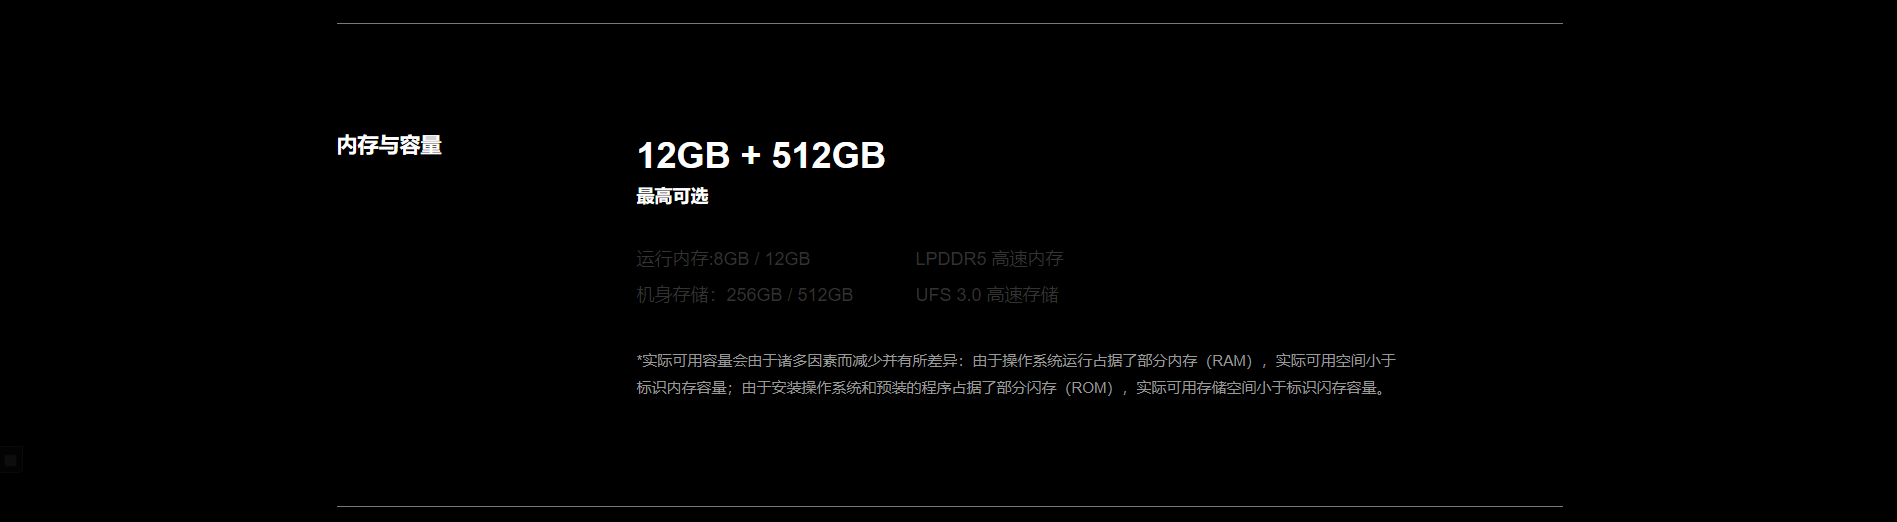 内存与容量
12GB + 512GB
最高可选
运行内存:8GB / 12GB
LPDDR5 高速内存
机身存储：256GB / 512GB
UFS 3.0 高速存储
*实际可用容量会由于诸多因素而减少并有所差异：由于操作系统运行占据了部分内存（RAM），实际可用空间小于
标识内存容量；由于安装操作系统和预装的程序占据了部分闪存（ROM），实际可用存储空间小于标识闪存容量。